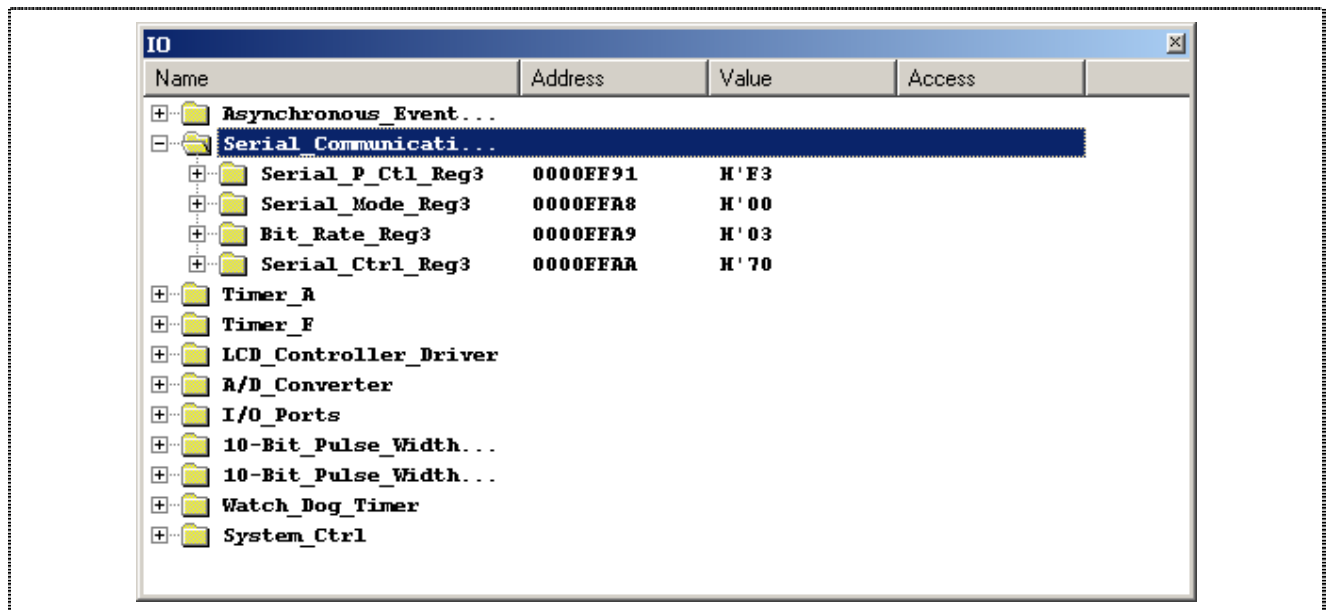 IO
Name Address Value Access
Asynchronous_Event...
Serial_Communicati...
Serial_P_Ctl_Reg3 0000FF91 H'F3
Serial_Mode_Reg3 0000FFA8 H'00
Bit_Rate_Reg3 0000FFA9 H'03
Serial_Ctrl_Reg3 0000FFAA H'70
Timer_A
Timer_F
LCD_Controller_Driver
A/D_Converter
I/O_Ports
10-Bit_Pulse_Width...
10-Bit_Pulse_Width...
Watch_Dog_Timer
System_Ctrl